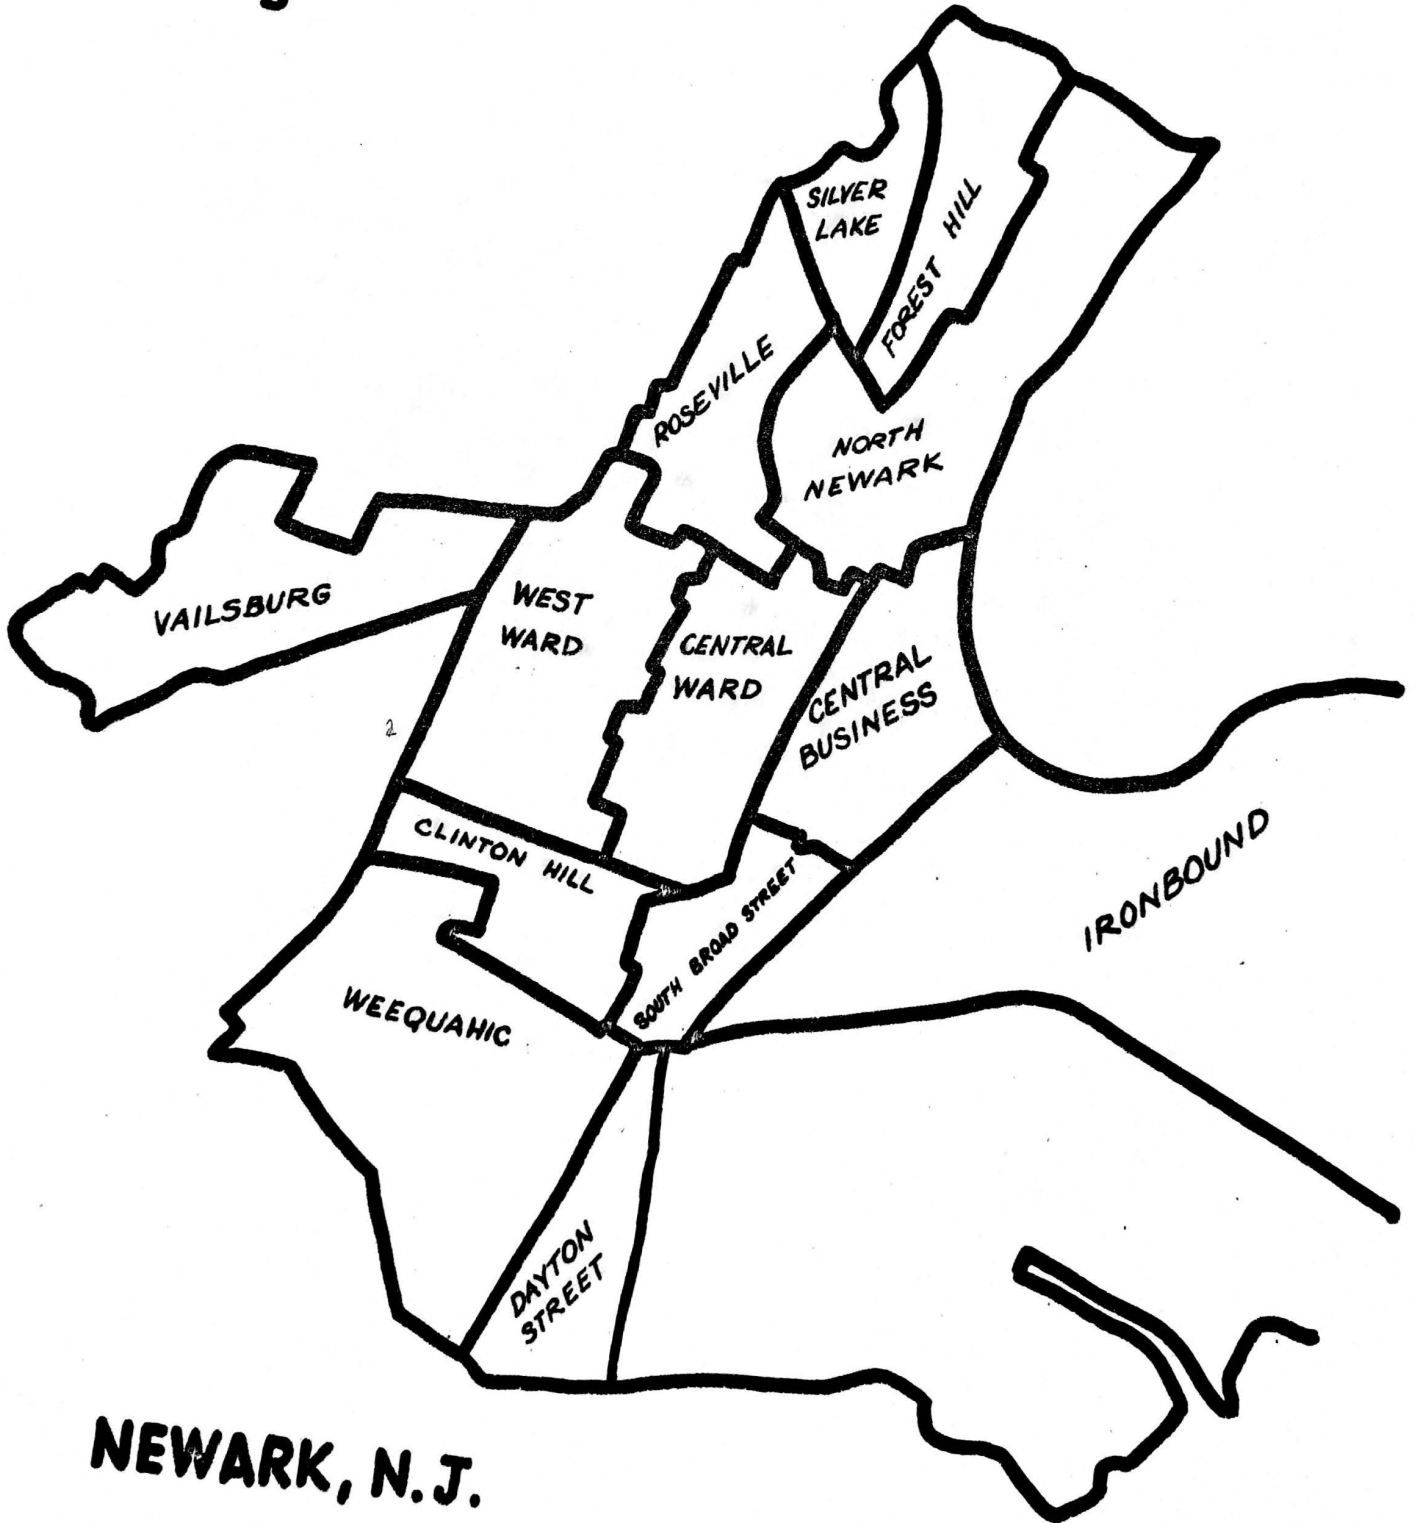 SILVER
LAKE
FOREST HILL
ROSEVILLE
NORTH
NEWARK
VAILSBURG
WEST
WARD
CENTRAL
WARD
CENTRAL
BUSINESS
2
CLINTON HILL
SOUTH BROAD STREET
IRONBOUND
WEEQUAHIC
DAYTON
STREET
NEWARK, N.J.